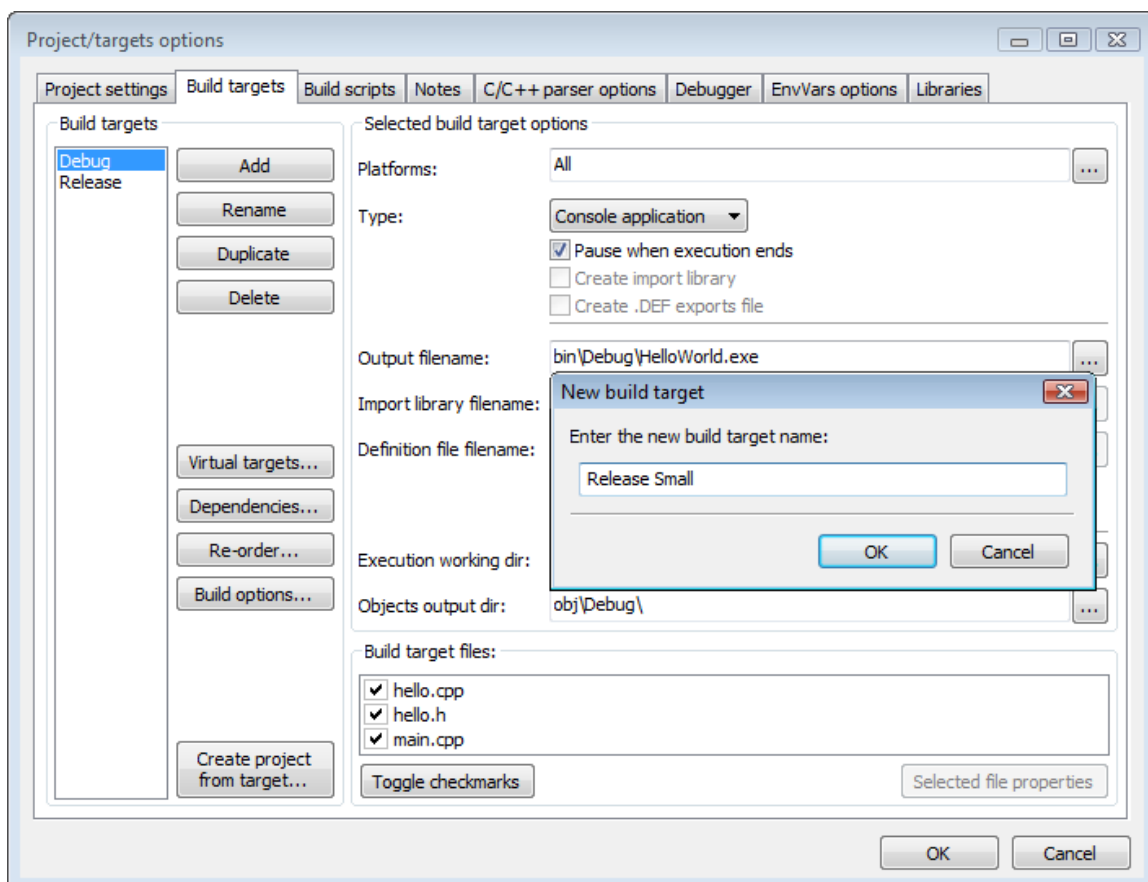 Project/targets options
Project settings
Build targets
Build scripts
Notes
C/C++ parser options
Debugger
EnvVars options
Libraries
Build targets
Debug
Release
Add
Rename
Duplicate
Delete
Virtual targets...
Dependencies...
Re-order...
Build options...
Create project
from target...
Selected build target options
Platforms:
All
...
Type:
Console application
Pause when execution ends
Create import library
Create .DEF exports file
Output filename:
bin\Debug\HelloWorld.exe
...
Import library filename:
Definition file filename:
Execution working dir:
Objects output dir:
obj\Debug\
...
New build target
Enter the new build target name:
Release Small
OK
Cancel
Build target files:
hello.cpp
hello.h
main.cpp
Toggle checkmarks
Selected file properties
OK
Cancel